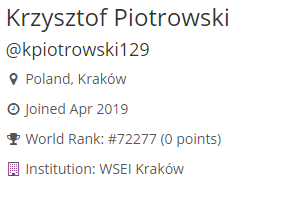 Krzysztof Piotrowski
@kpiotrowski129
Poland, Kraków
Joined Apr 2019
World Rank: #72277 (0 points)
Institution: WSEI Kraków